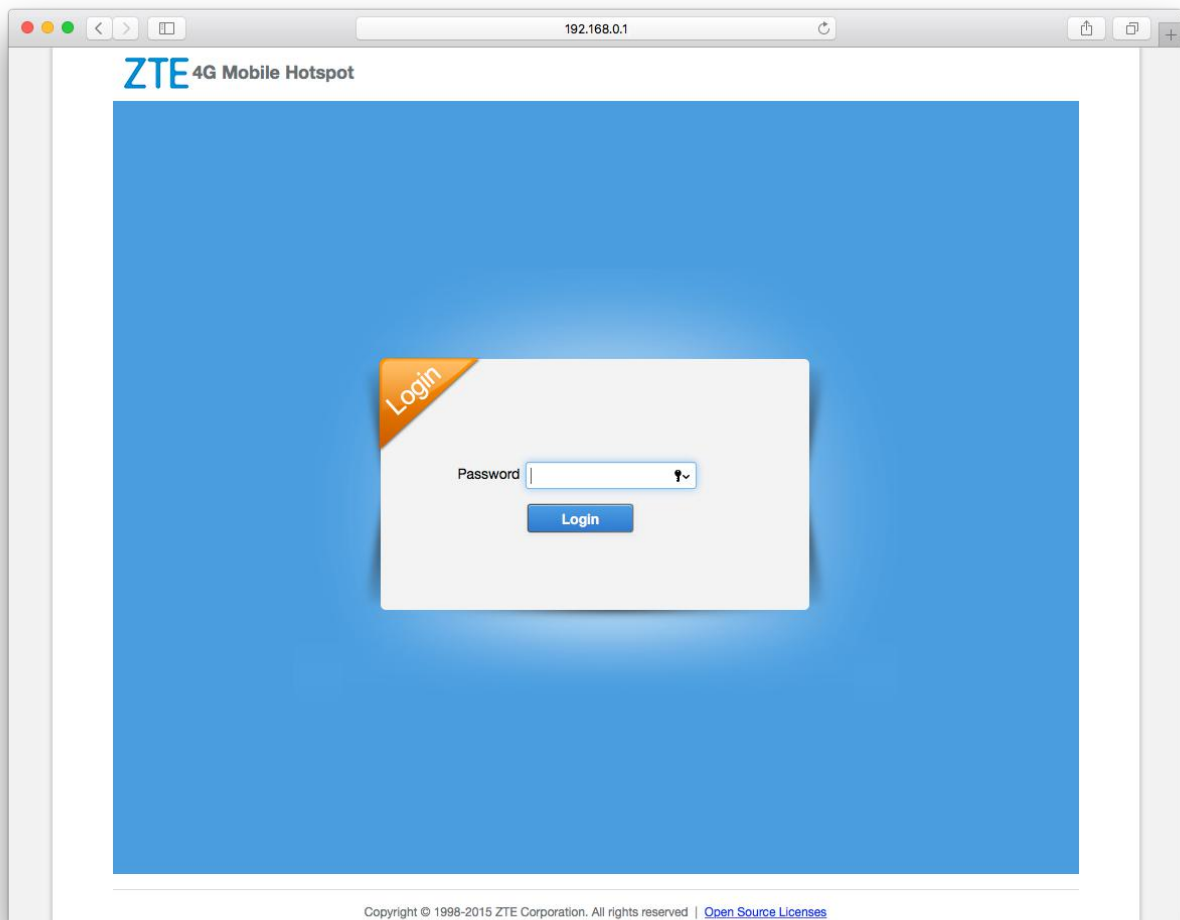 192.168.0.1
ZTE 4G Mobile Hotspot
Login
Password
Login
Copyright © 1998-2015 ZTE Corporation. All rights reserved | Open Source Licenses